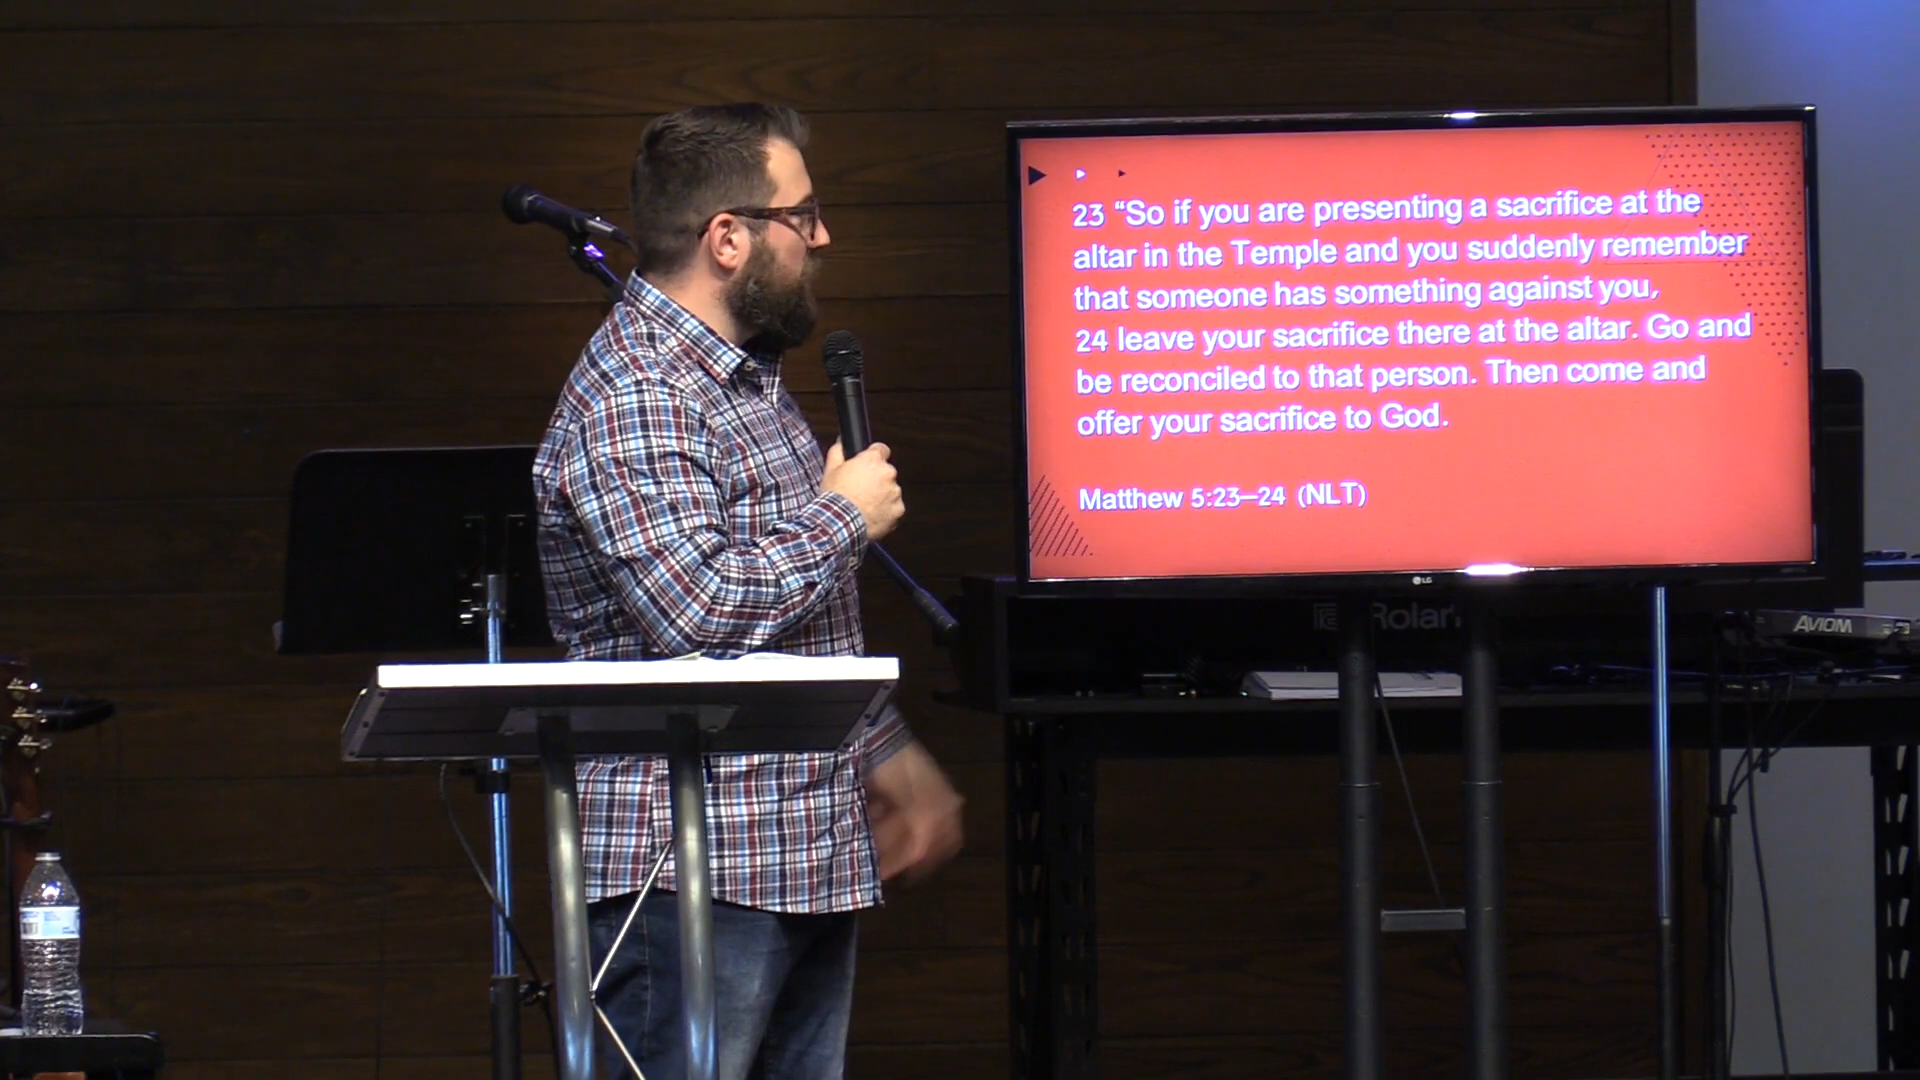 23 “So if you are presenting a sacrifice at the
altar in the Temple and you suddenly remember
that someone has something against you,
24 leave your sacrifice there at the altar. Go and
be reconciled to that person. Then come and
offer your sacrifice to God.
Matthew 5:23–24 (NLT)
LG
Roland
AVIOM